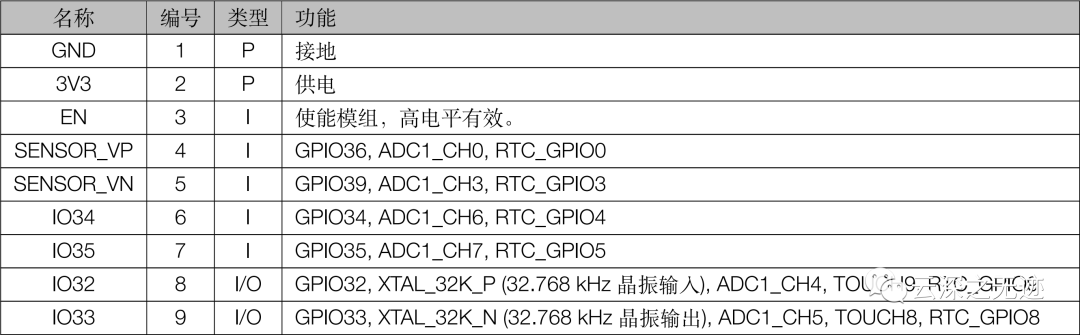 名称 编号 类型 功能
GND 1 P 接地
3V3 2 P 供电
EN 3 I 使能模组，高电平有效。
SENSOR_VP 4 I GPIO36, ADC1_CH0, RTC_GPIO0
SENSOR_VN 5 I GPIO39, ADC1_CH3, RTC_GPIO3
IO34 6 I GPIO34, ADC1_CH6, RTC_GPIO4
IO35 7 I GPIO35, ADC1_CH7, RTC_GPIO5
IO32 8 I/O GPIO32, XTAL_32K_P (32.768 kHz 晶振输入), ADC1_CH4, TOUCH9, RTC_GPIO9
云深之无迹
IO33 9 I/O GPIO33, XTAL_32K_N (32.768 kHz 晶振输出), ADC1_CH5, TOUCH8, RTC_GPIO8